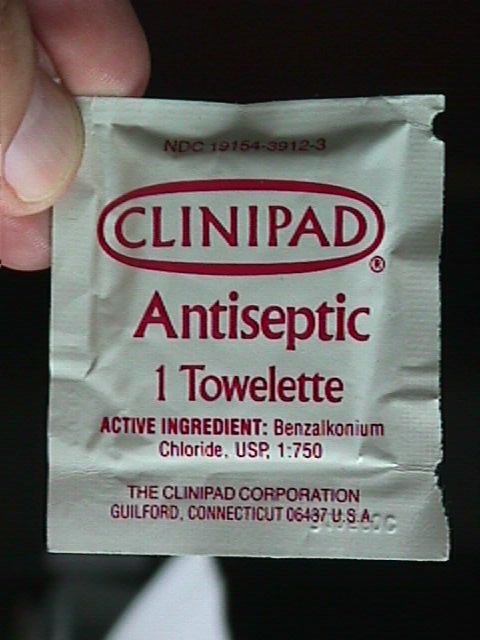 NDC 19154-3912-3
CLINIPAD®
Antiseptic
1 Towelette
ACTIVE INGREDIENT: Benzalkonium
Chloride, USP, 1:750
THE CLINIPAD CORPORATION
GUILFORD, CONNECTICUT 06437 U.S.A.